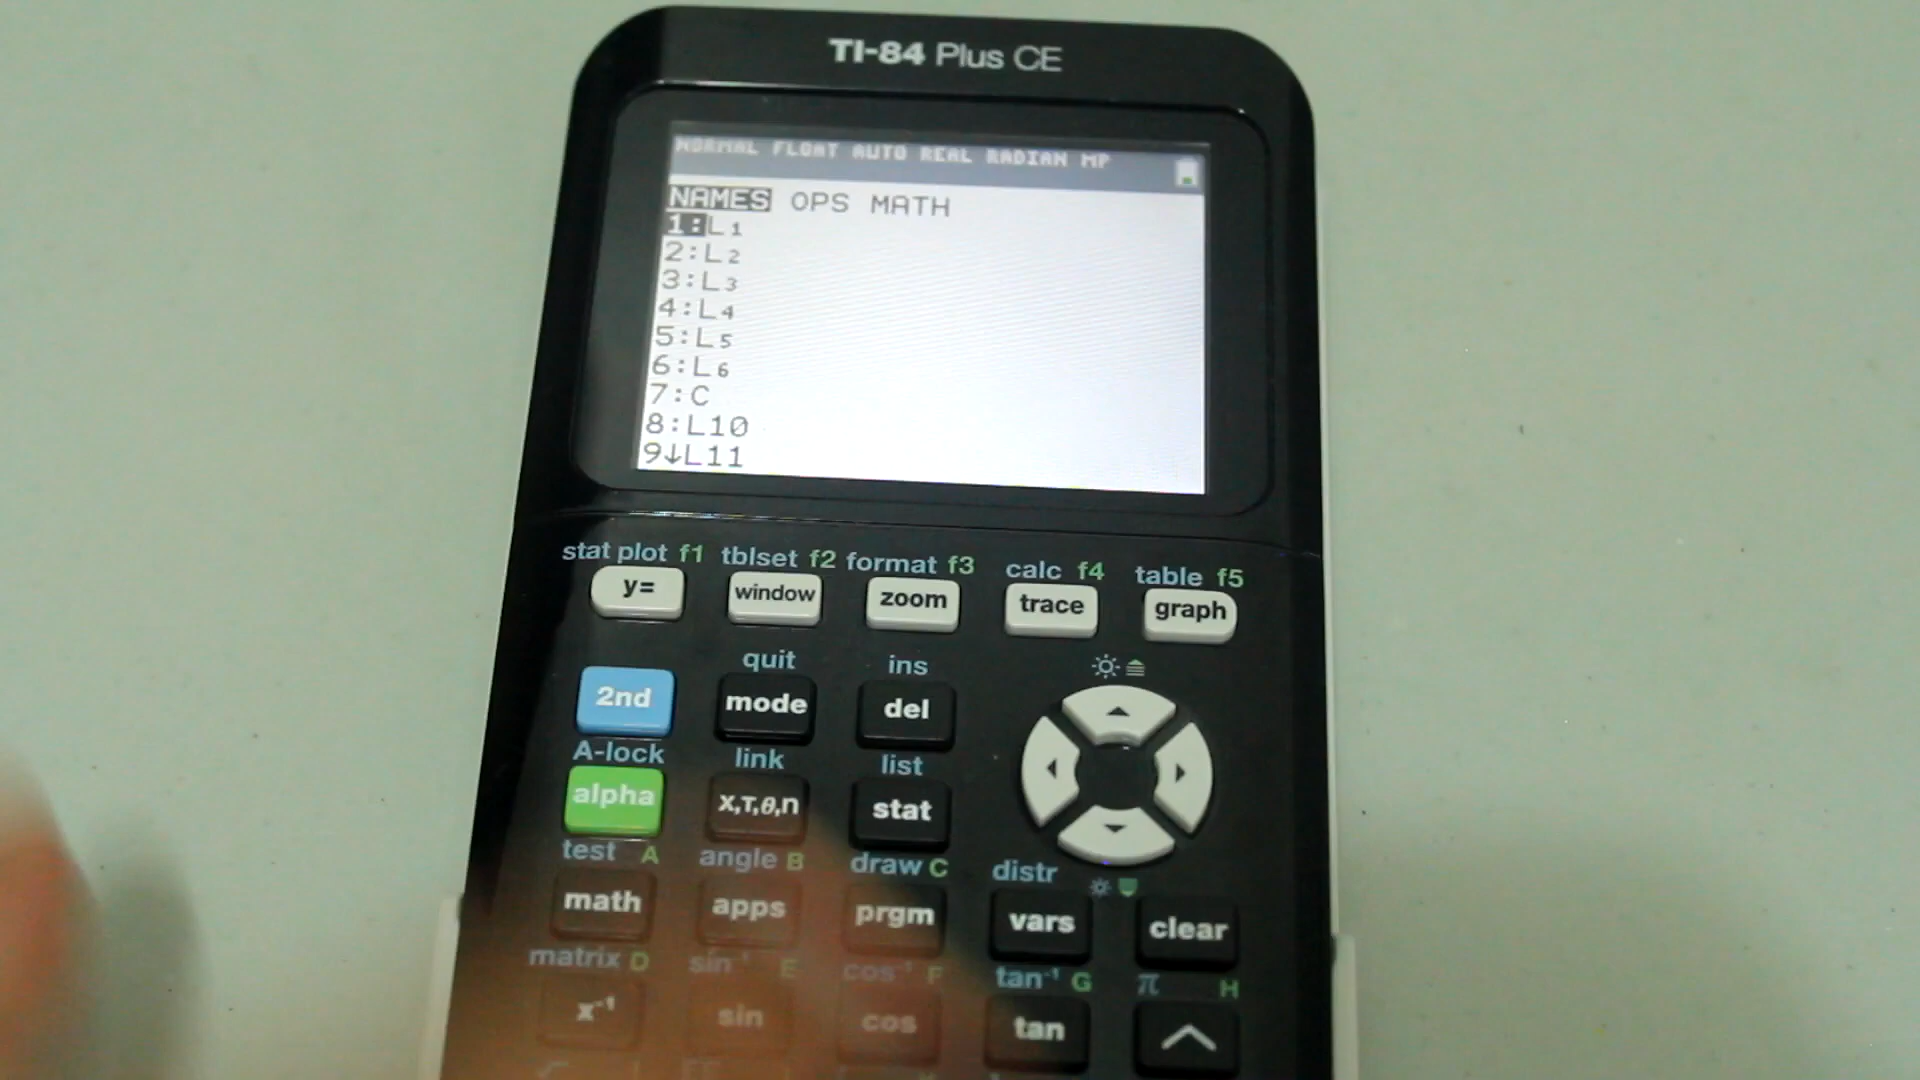 TI-84 Plus CE
NORMAL FLOAT AUTO REAL RADIAN MP
NAMES OPS MATH
1:L1
2:L2
3:L3
4:L4
5:L5
6:L6
7:C
8:L10
9↓L11
stat plot f1 tblset f2 format f3 calc f4 table f5
y= window zoom trace graph
quit ins
2nd mode del
A-lock link list
alpha X,T,θ,n stat
test A angle B draw C distr
math apps prgm vars clear
matrix D sin⁻¹ E cos⁻¹ F tan⁻¹ G π H
x⁻¹ sin cos tan ^